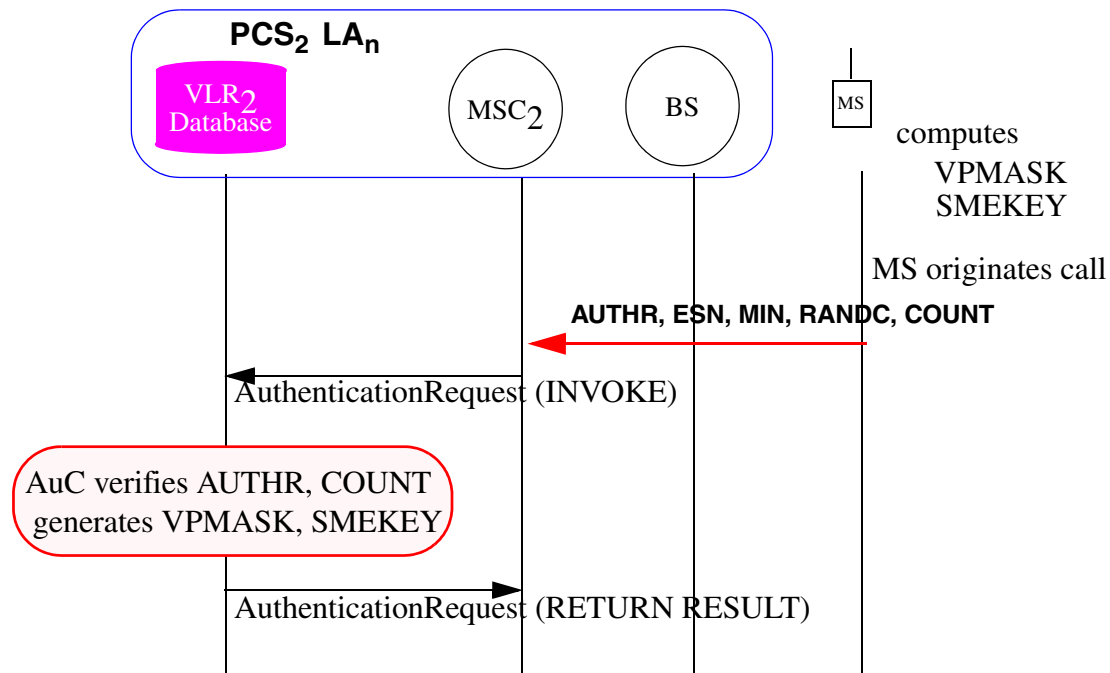 PCS2 LAn
VLR2
Database
MSC2
BS
MS
computes
VPMASK
SMEKEY
MS originates call
AUTHR, ESN, MIN, RANDC, COUNT
AuthenticationRequest (INVOKE)
AuC verifies AUTHR, COUNT
generates VPMASK, SMEKEY
AuthenticationRequest (RETURN RESULT)